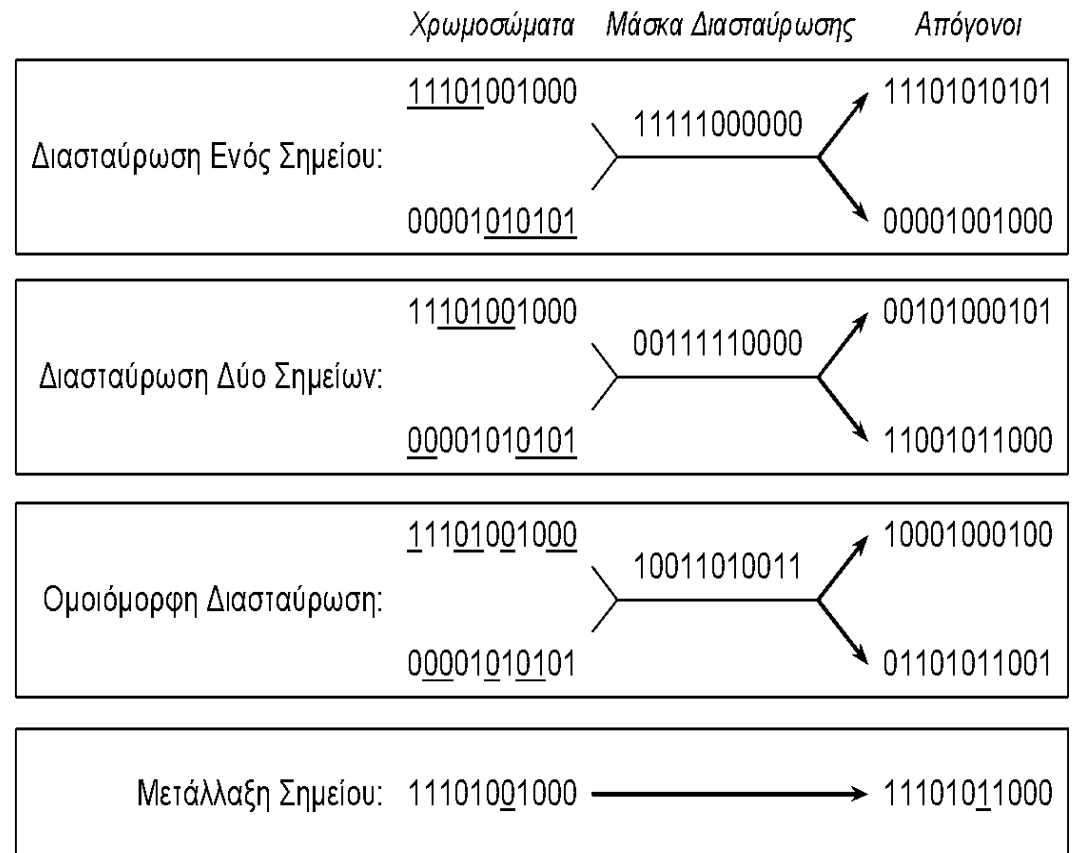 Χρωμοσώματα Μάσκα Διασταύρωσης Απόγονοι
11101001000 11101010101
11111000000
Διασταύρωση Ενός Σημείου:
00001010101 00001001000
11101001000 00101000101
00111110000
Διασταύρωση Δύο Σημείων:
00001010101 11001011000
11101001000 10001000100
10011010011
Ομοιόμορφη Διασταύρωση:
00001010101 01101011001
Μετάλλαξη Σημείου: 11101001000 11101011000